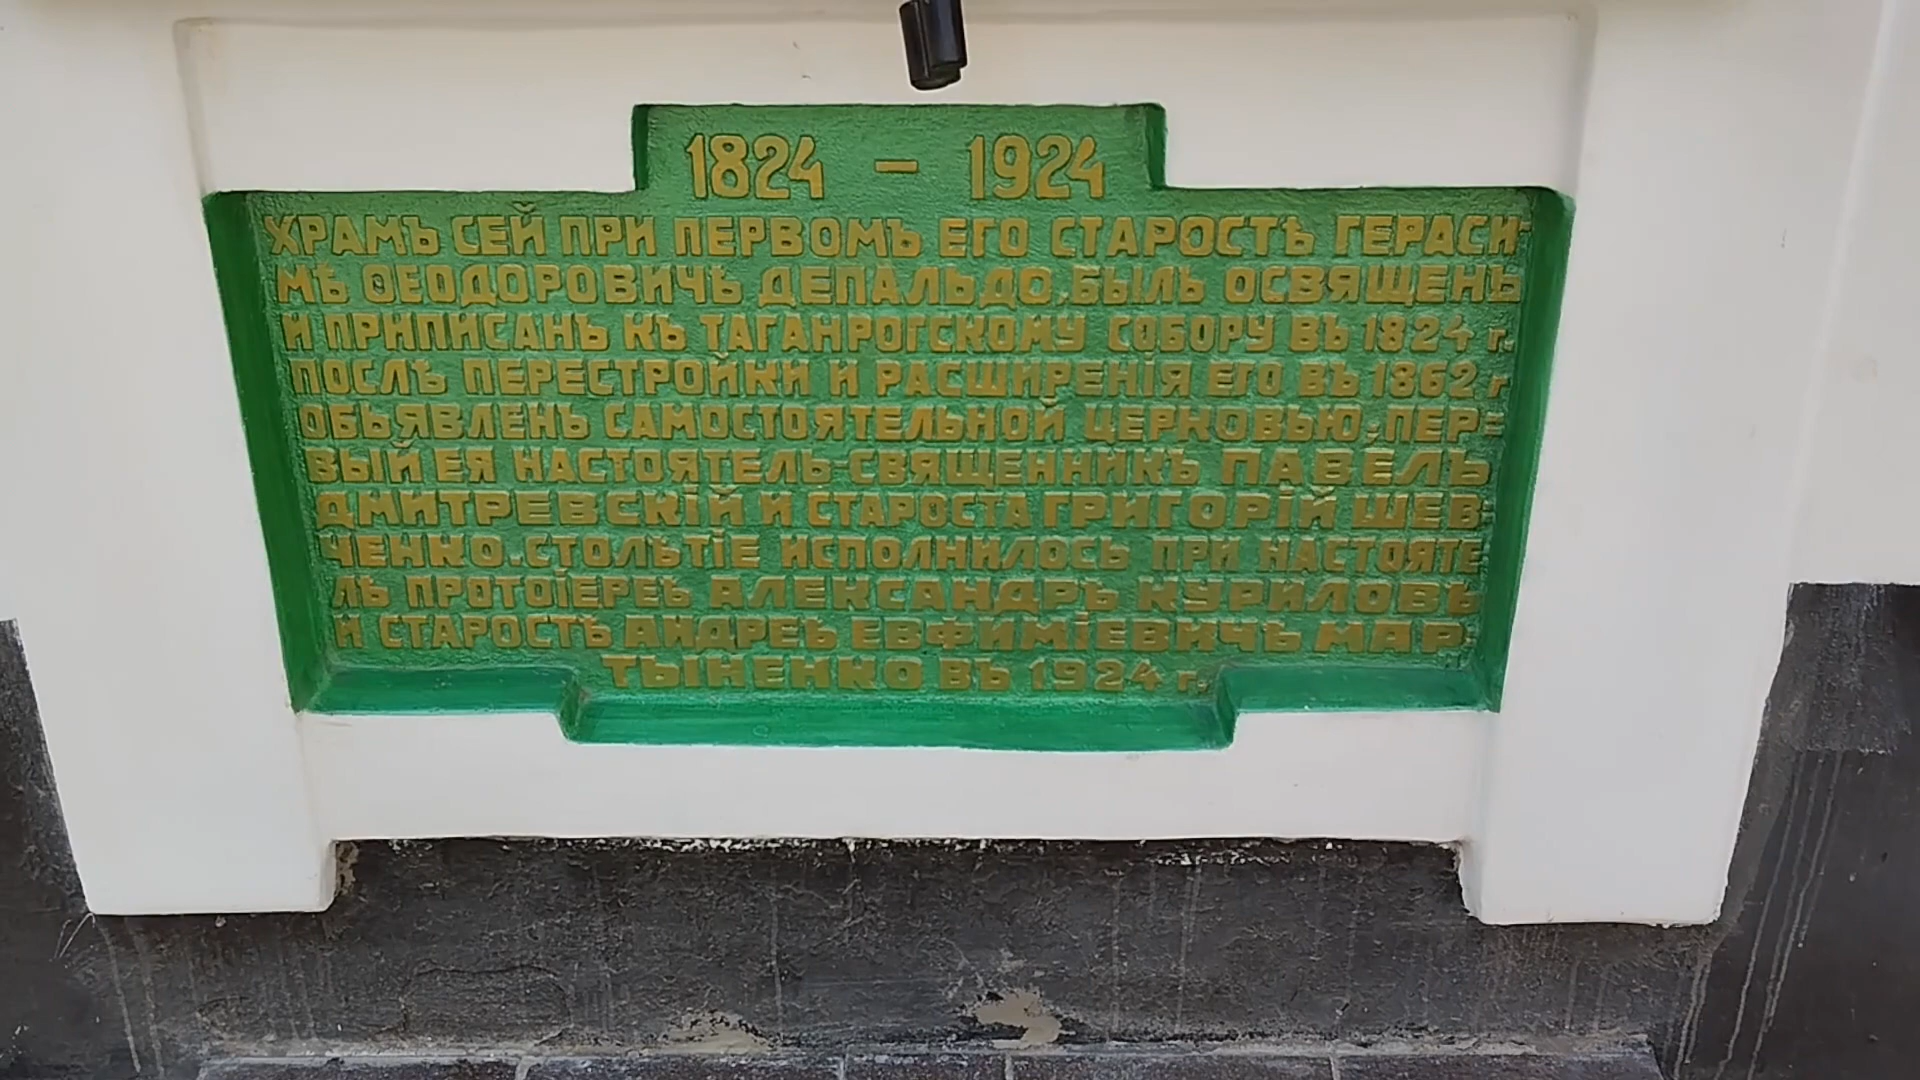 1824 – 1924
ХРАМЪ СЕЙ ПРИ ПЕРВОМЪ ЕГО СТАРОСТѢ ГЕРАСИ-
МѢ ѲЕОДОРОВИЧѢ ДЕПАЛЬДО, БЫЛЪ ОСВЯЩЕНЪ
И ПРИПИСАНЪ КЪ ТАГАНРОГСКОМУ СОБОРУ ВЪ 1824 г.
ПОСЛѢ ПЕРЕСТРОЙКИ И РАСШИРЕНІЯ ЕГО ВЪ 1862 г
ОБЪЯВЛЕНЪ САМОСТОЯТЕЛЬНОЙ ЦЕРКОВЬЮ. ПЕР=
ВЫЙ ЕЯ НАСТОЯТЕЛЬ-СВЯЩЕННИКЪ ПАВЕЛЪ
ДМИТРЕВСКІЙ И СТАРОСТА ГРИГОРІЙ ШЕВ-
ЧЕНКО. СТОЛѢТІЕ ИСПОЛНИЛОСЬ ПРИ НАСТОЯТЕ
ЛѢ ПРОТОІЕРЕѢ АЛЕКСАНДРѢ КУРИЛОВѢ
И СТАРОСТѢ АНДРЕѢ ЕВФИМІЕВИЧѢ МАР-
ТЫНЕНКО ВЪ 1924 г.